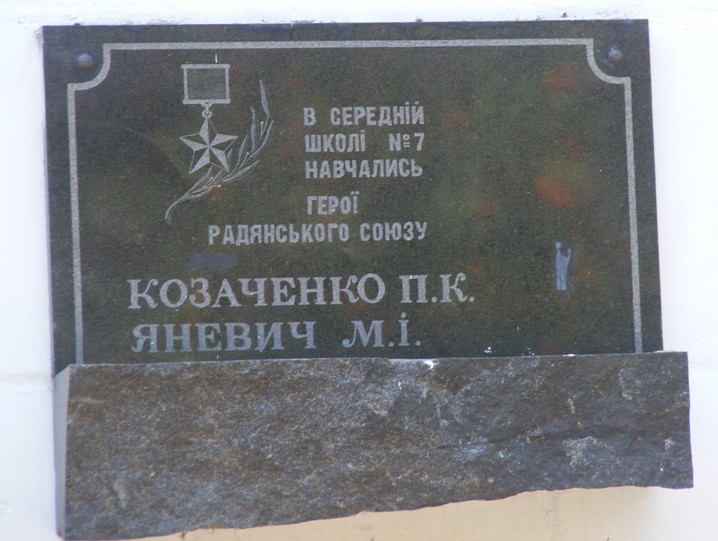 В СЕРЕДНІЙ
ШКОЛІ №7
НАВЧАЛИСЬ
ГЕРОЇ
РАДЯНСЬКОГО СОЮЗУ
КОЗАЧЕНКО П.К.
ЯНЕВИЧ М.І.